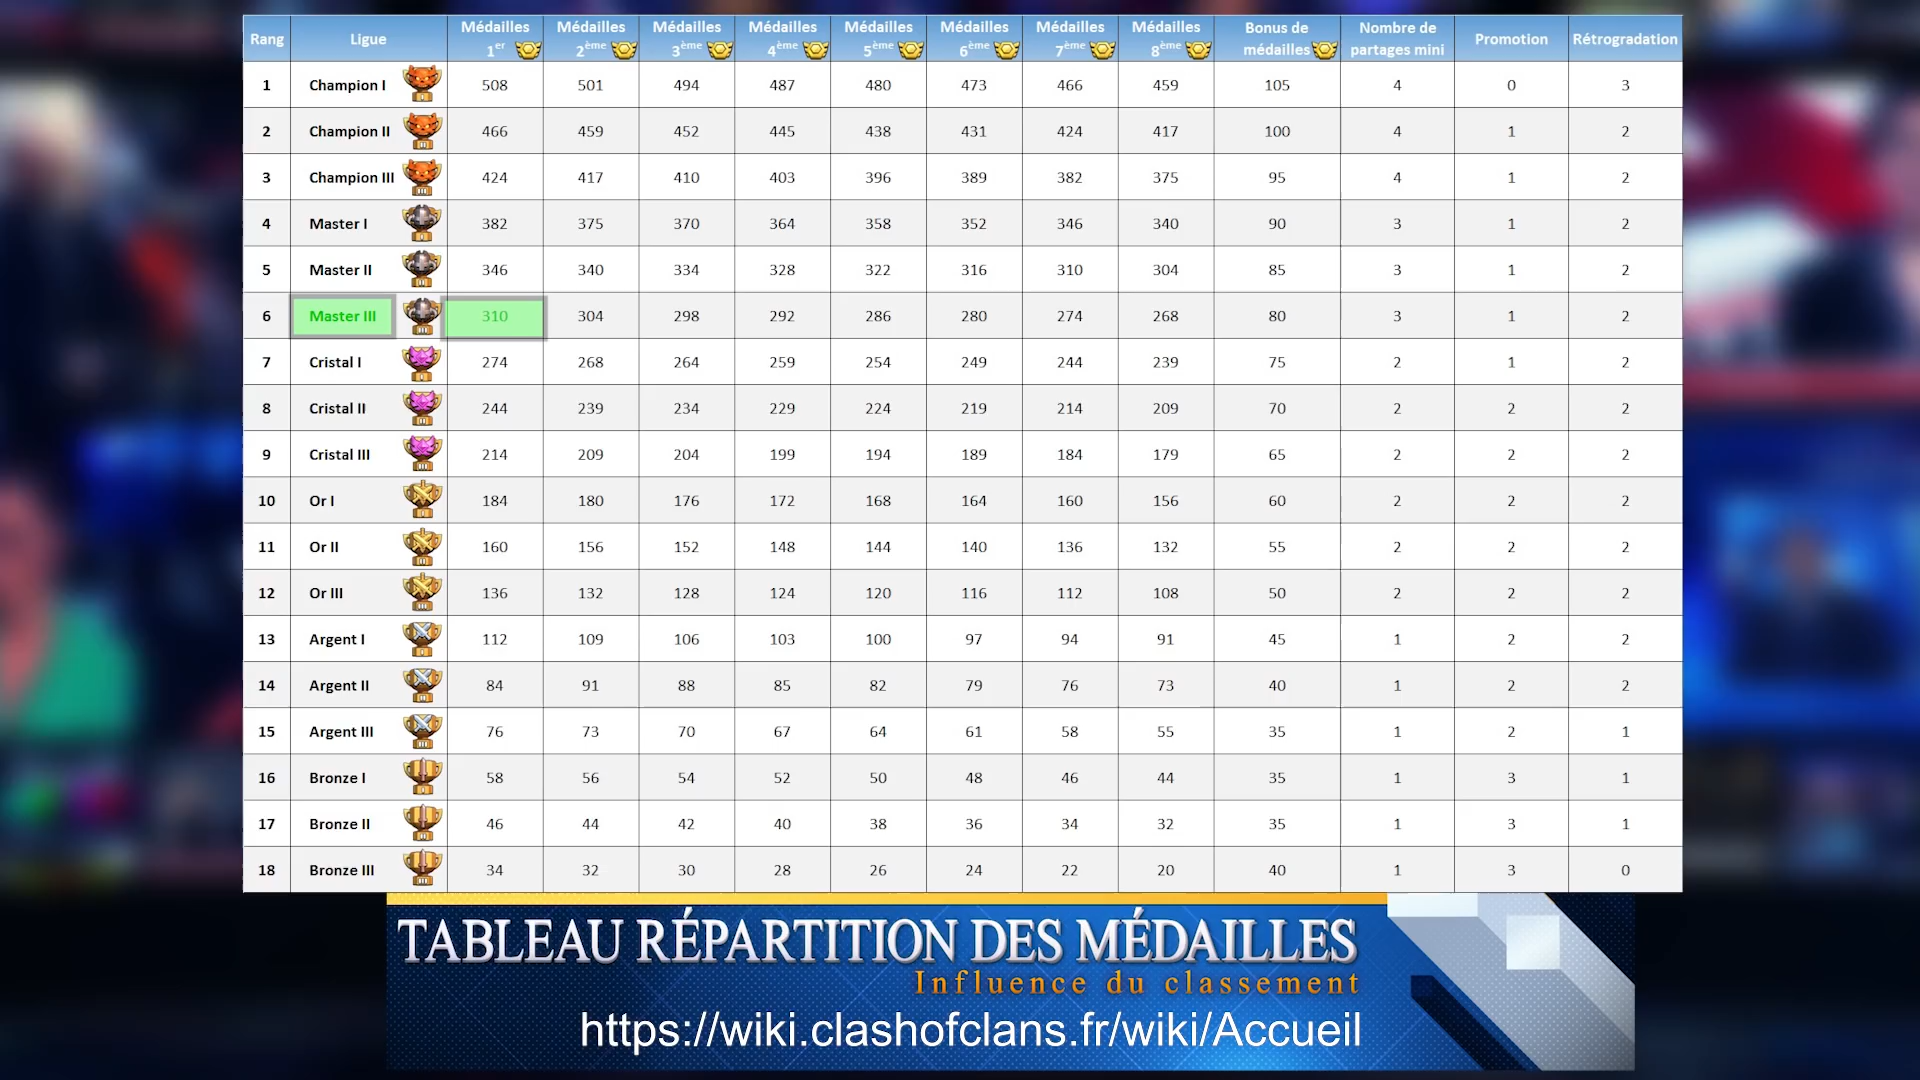 Rang Ligue Médailles 1er Médailles 2ème Médailles 3ème Médailles 4ème Médailles 5ème Médailles 6ème Médailles 7ème Médailles 8ème Bonus de médailles Nombre de partages mini Promotion Rétrogradation
1 Champion I 508 501 494 487 480 473 466 459 105 4 0 3
2 Champion II 466 459 452 445 438 431 424 417 100 4 1 2
3 Champion III 424 417 410 403 396 389 382 375 95 4 1 2
4 Master I 382 375 370 364 358 352 346 340 90 3 1 2
5 Master II 346 340 334 328 322 316 310 304 85 3 1 2
6 Master III 310 304 298 292 286 280 274 268 80 3 1 2
7 Cristal I 274 268 264 259 254 249 244 239 75 2 1 2
8 Cristal II 244 239 234 229 224 219 214 209 70 2 2 2
9 Cristal III 214 209 204 199 194 189 184 179 65 2 2 2
10 Or I 184 180 176 172 168 164 160 156 60 2 2 2
11 Or II 160 156 152 148 144 140 136 132 55 2 2 2
12 Or III 136 132 128 124 120 116 112 108 50 2 2 2
13 Argent I 112 109 106 103 100 97 94 91 45 1 2 2
14 Argent II 84 91 88 85 82 79 76 73 40 1 2 2
15 Argent III 76 73 70 67 64 61 58 55 35 1 2 1
16 Bronze I 58 56 54 52 50 48 46 44 35 1 3 1
17 Bronze II 46 44 42 40 38 36 34 32 35 1 3 1
18 Bronze III 34 32 30 28 26 24 22 20 40 1 3 0
TABLEAU RÉPARTITION DES MÉDAILLES
Influence du classement
https://wiki.clashofclans.fr/wiki/Accueil